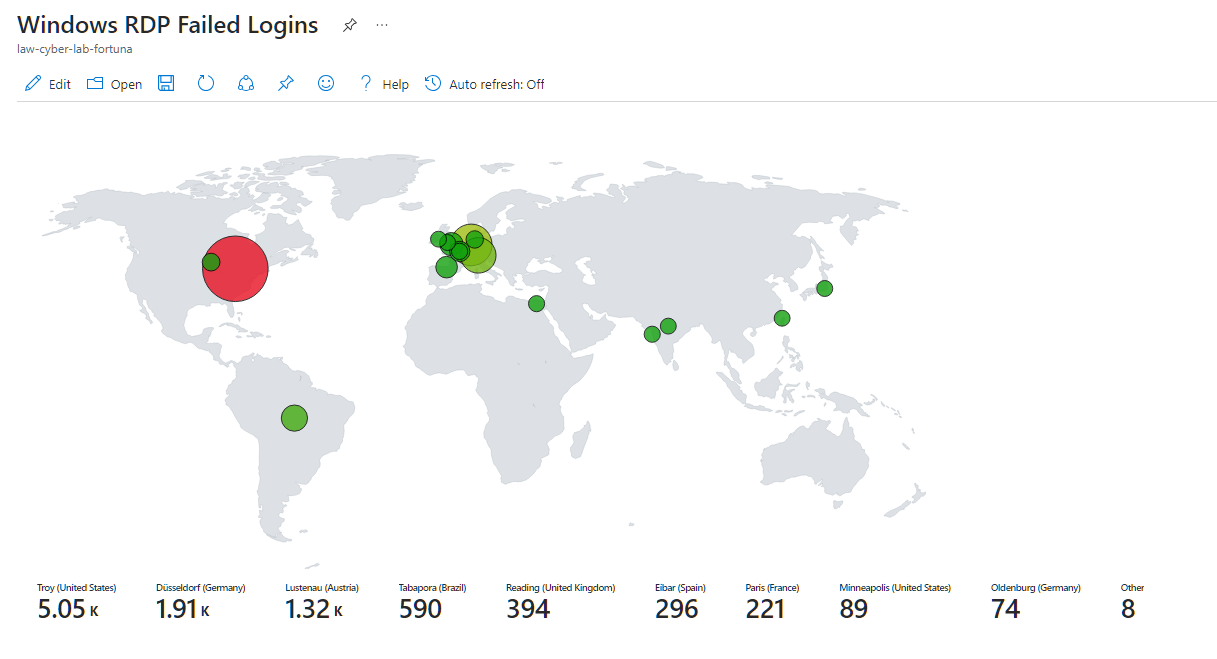 Windows RDP Failed Logins
law-cyber-lab-fortuna
Edit Open Help Auto refresh: Off
Troy (United States) Düsseldorf (Germany) Lustenau (Austria) Tabapora (Brazil) Reading (United Kingdom) Eibar (Spain) Paris (France) Minneapolis (United States) Oldenburg (Germany) Other
5.05 K 1.91 K 1.32 K 590 394 296 221 89 74 8